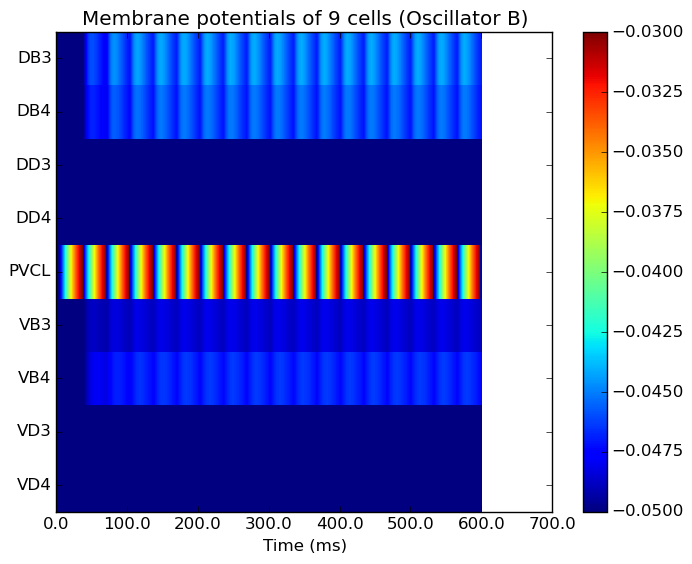 Membrane potentials of 9 cells (Oscillator B)
DB3
DB4
DD3
DD4
PVCL
VB3
VB4
VD3
VD4
0.0
100.0
200.0
300.0
400.0
500.0
600.0
700.0
Time (ms)
−0.0300
−0.0325
−0.0350
−0.0375
−0.0400
−0.0425
−0.0450
−0.0475
−0.0500